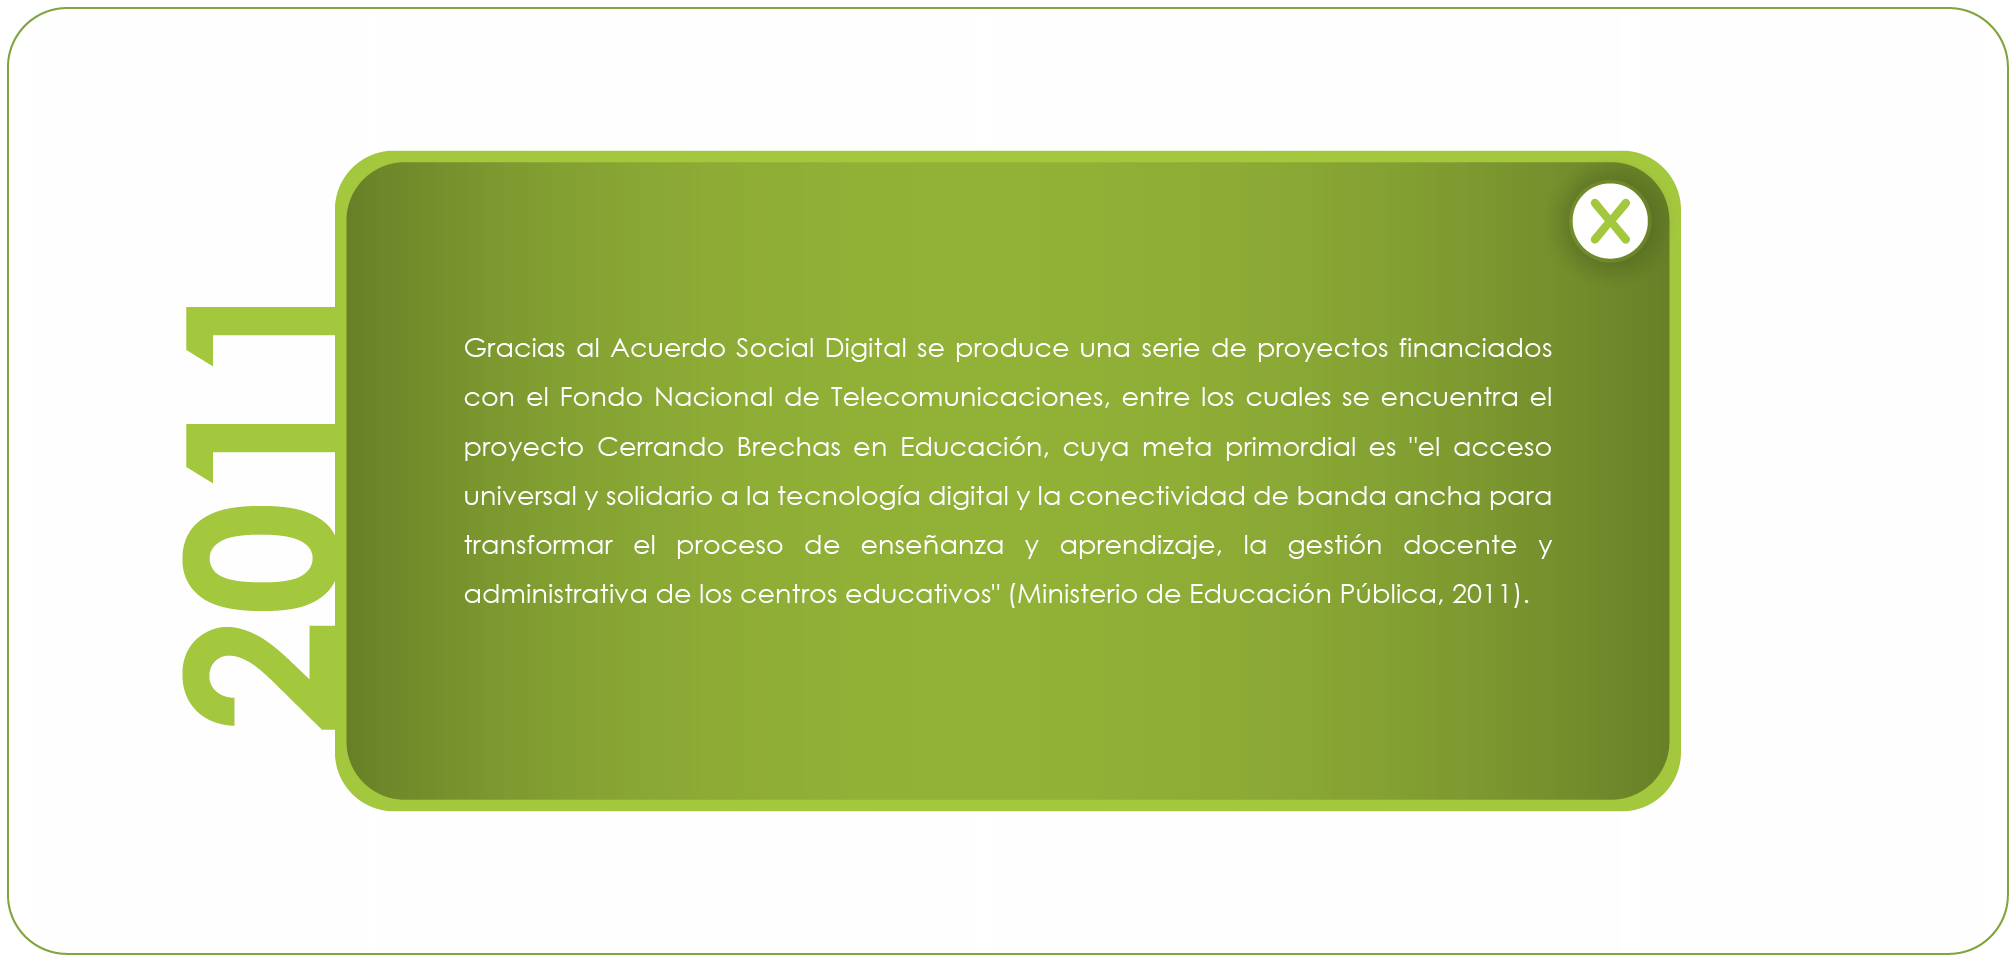 2011
X
Gracias al Acuerdo Social Digital se produce una serie de proyectos financiados
con el Fondo Nacional de Telecomunicaciones, entre los cuales se encuentra el
proyecto Cerrando Brechas en Educación, cuya meta primordial es "el acceso
universal y solidario a la tecnología digital y la conectividad de banda ancha para
transformar el proceso de enseñanza y aprendizaje, la gestión docente y
administrativa de los centros educativos" (Ministerio de Educación Pública, 2011).